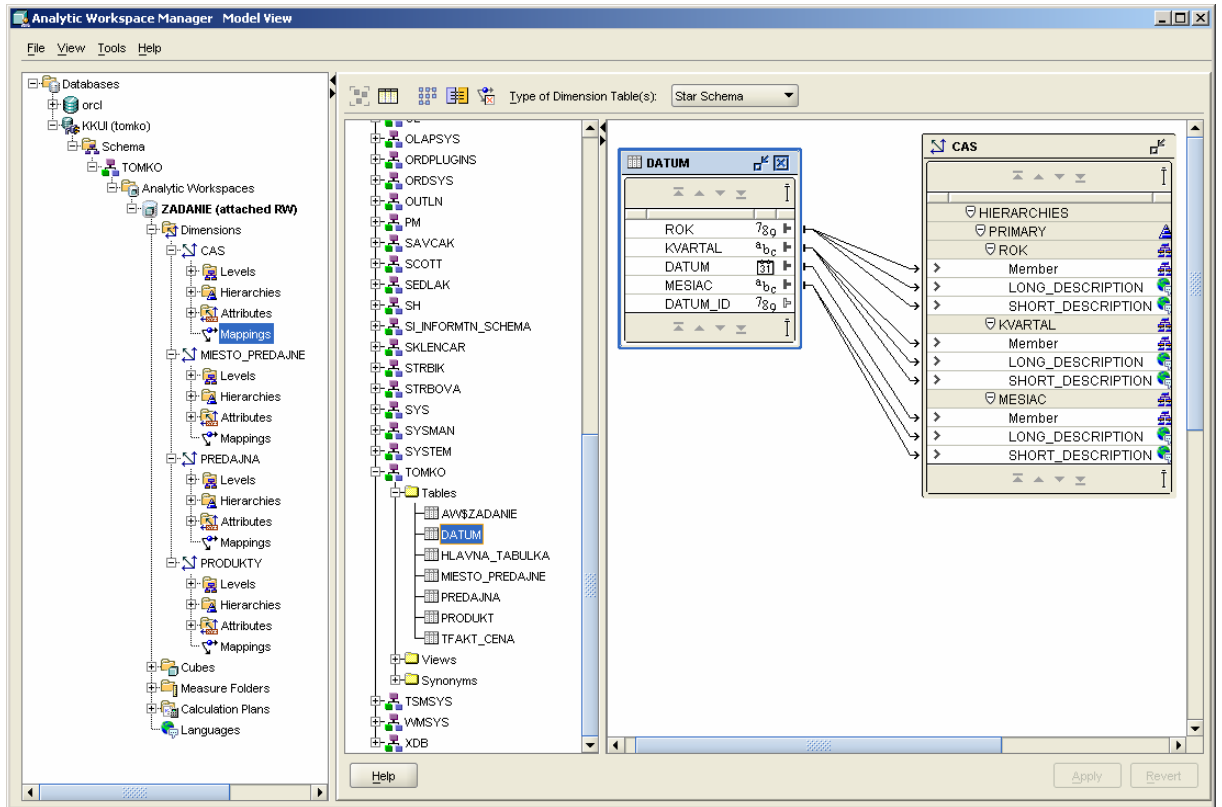 Analytic Workspace Manager Model View
File View Tools Help
Databases
orcl
KKUI (tomko)
Schema
TOMKO
Analytic Workspaces
ZADANIE (attached RW)
Dimensions
CAS
Levels
Hierarchies
Attributes
Mappings
MIESTO_PREDAJNE
Levels
Hierarchies
Attributes
Mappings
PREDAJNA
Levels
Hierarchies
Attributes
Mappings
PRODUKTY
Levels
Hierarchies
Attributes
Mappings
Cubes
Measure Folders
Calculation Plans
Languages
Type of Dimension Table(s): Star Schema
OLAPSYS
ORDPLUGINS
ORDSYS
OUTLN
PM
SAVCAK
SCOTT
SEDLAK
SH
SI_INFORMTN_SCHEMA
SKLENCAR
STRBIK
STRBOVA
SYS
SYSMAN
SYSTEM
TOMKO
Tables
AW$ZADANIE
DATUM
HLAVNA_TABULKA
MIESTO_PREDAJNE
PREDAJNA
PRODUKT
TFAKT_CENA
Views
Synonyms
TSMSYS
WMSYS
XDB
DATUM
ROK 789
KVARTAL abc
DATUM 31
MESIAC abc
DATUM_ID 789
CAS
HIERARCHIES
PRIMARY
ROK
Member
LONG_DESCRIPTION
SHORT_DESCRIPTION
KVARTAL
Member
LONG_DESCRIPTION
SHORT_DESCRIPTION
MESIAC
Member
LONG_DESCRIPTION
SHORT_DESCRIPTION
Help
Apply Revert